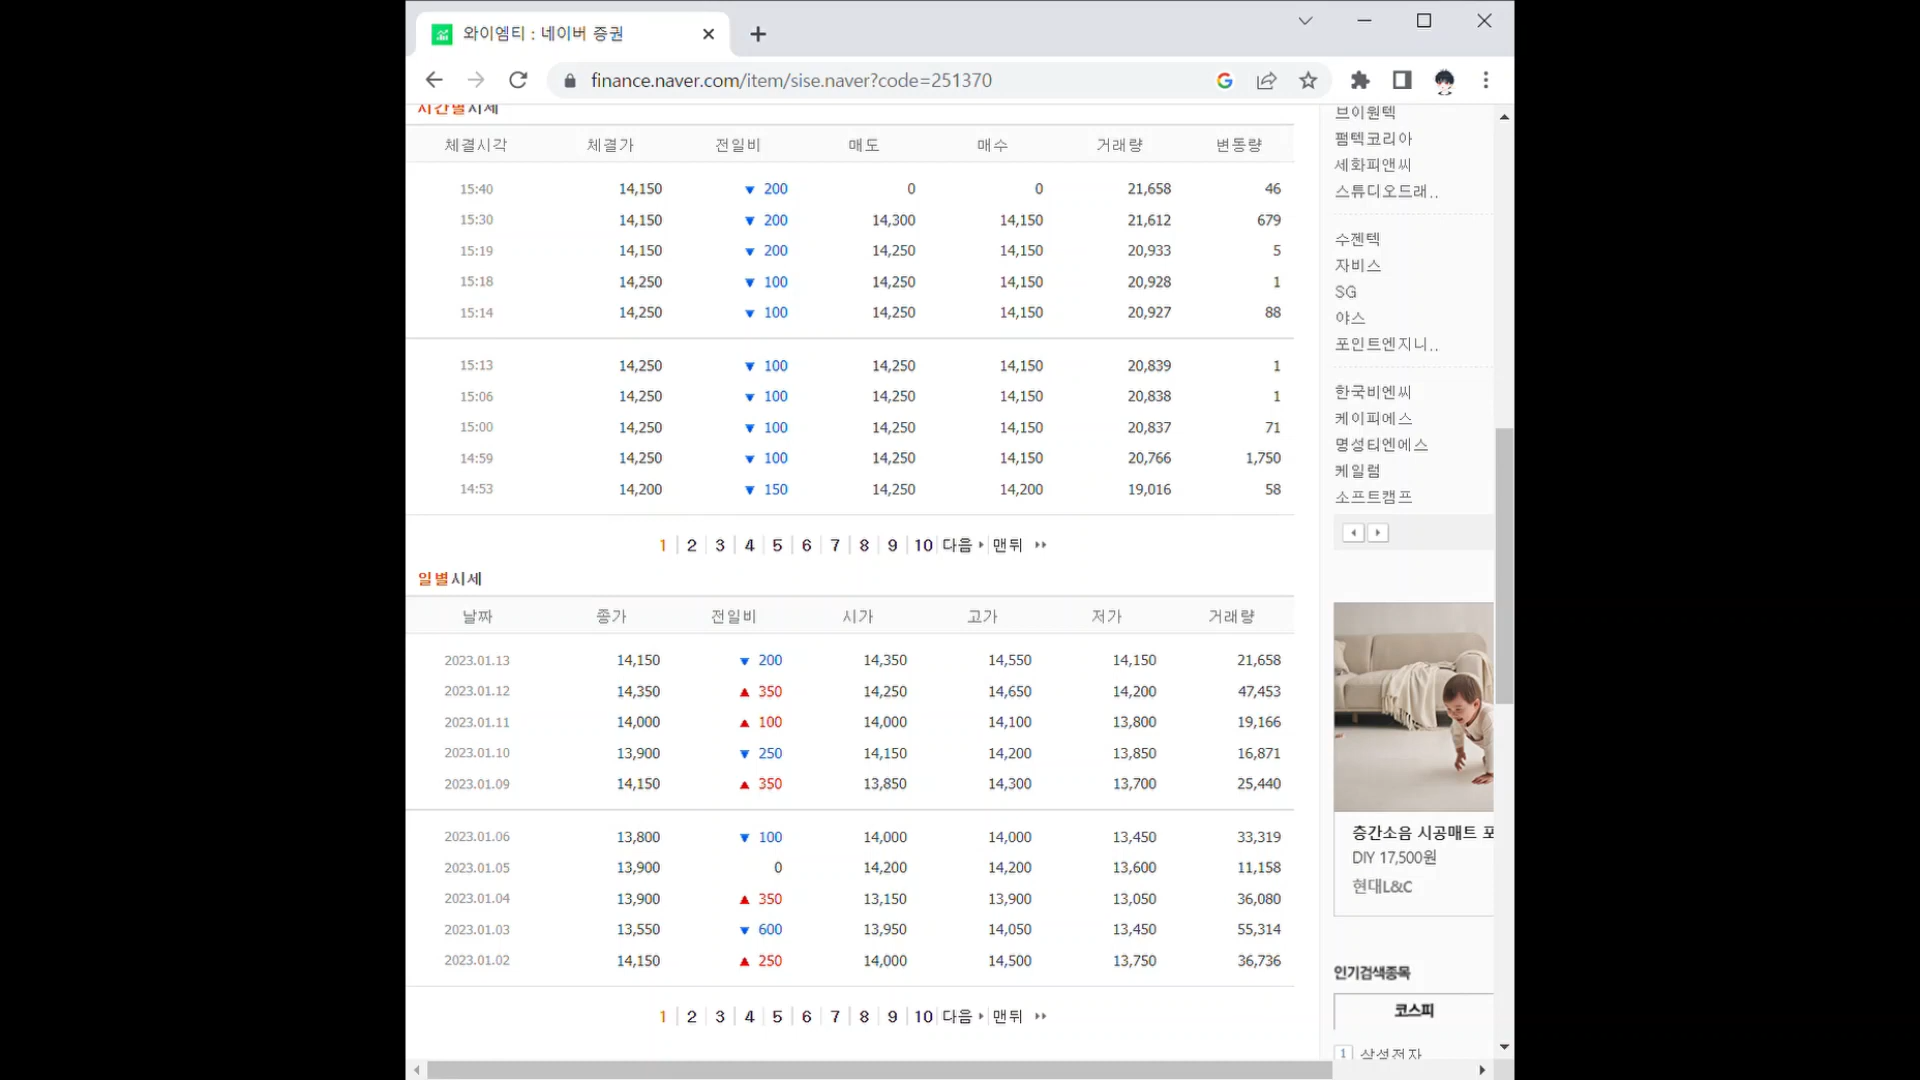 와이엠티 : 네이버 증권
finance.naver.com/item/sise.naver?code=251370
시간별시세
체결시각 체결가 전일비 매도 매수 거래량 변동량
15:40 14,150 ▼ 200 0 0 21,658 46
15:30 14,150 ▼ 200 14,300 14,150 21,612 679
15:19 14,150 ▼ 200 14,250 14,150 20,933 5
15:18 14,250 ▼ 100 14,250 14,150 20,928 1
15:14 14,250 ▼ 100 14,250 14,150 20,927 88
15:13 14,250 ▼ 100 14,250 14,150 20,839 1
15:06 14,250 ▼ 100 14,250 14,150 20,838 1
15:00 14,250 ▼ 100 14,250 14,150 20,837 71
14:59 14,250 ▼ 100 14,250 14,150 20,766 1,750
14:53 14,200 ▼ 150 14,250 14,200 19,016 58
1 2 3 4 5 6 7 8 9 10 다음 맨뒤
일별시세
날짜 종가 전일비 시가 고가 저가 거래량
2023.01.13 14,150 ▼ 200 14,350 14,550 14,150 21,658
2023.01.12 14,350 ▲ 350 14,250 14,650 14,200 47,453
2023.01.11 14,000 ▲ 100 14,000 14,100 13,800 19,166
2023.01.10 13,900 ▼ 250 14,150 14,200 13,850 16,871
2023.01.09 14,150 ▲ 350 13,850 14,300 13,700 25,440
2023.01.06 13,800 ▼ 100 14,000 14,000 13,450 33,319
2023.01.05 13,900 0 14,200 14,200 13,600 11,158
2023.01.04 13,900 ▲ 350 13,150 13,900 13,050 36,080
2023.01.03 13,550 ▼ 600 13,950 14,050 13,450 55,314
2023.01.02 14,150 ▲ 250 14,000 14,500 13,750 36,736
1 2 3 4 5 6 7 8 9 10 다음 맨뒤
브이원텍
팸텍코리아
세화피앤씨
스튜디오드래..
수젠텍
자비스
SG
야스
포인트엔지니..
한국비엔씨
케이피에스
명성티엔에스
케일럼
소프트캠프
층간소음 시공매트 포
DIY 17,500원
현대L&C
인기검색종목
코스피
1 삼성전자